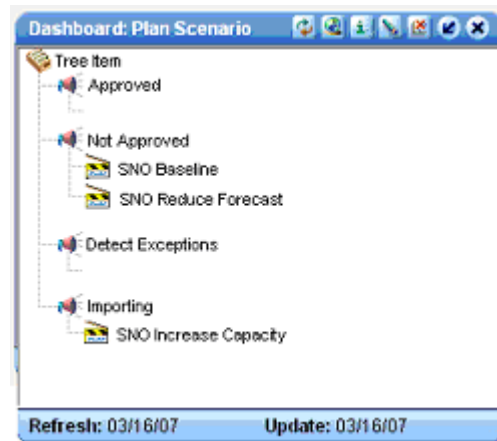 Dashboard: Plan Scenario
Tree Item
Approved
Not Approved
SNO Baseline
SNO Reduce Forecast
Detect Exceptions
Importing
SNO Increase Capacity
Refresh: 03/16/07 Update: 03/16/07